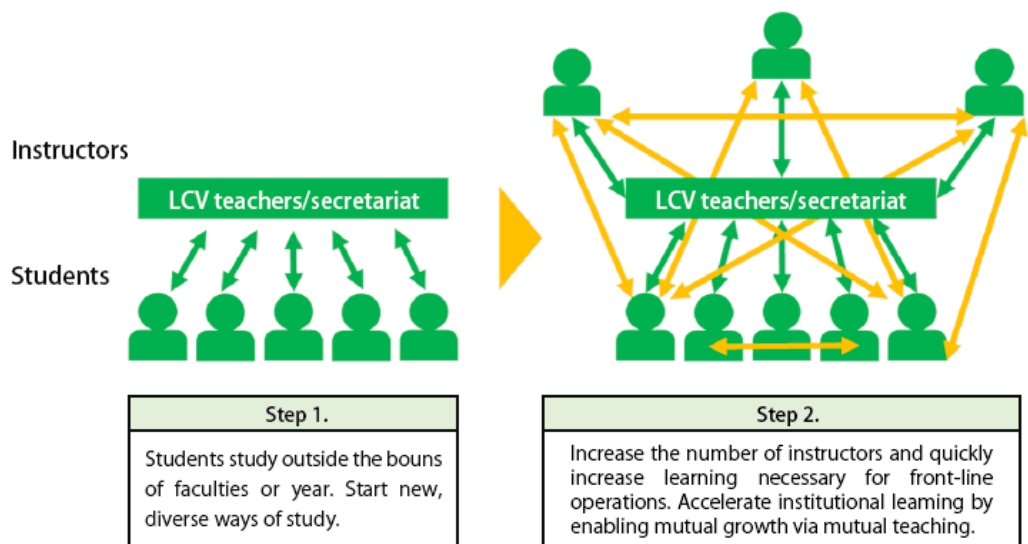 Instructors
LCV teachers/secretariat
LCV teachers/secretariat
Students
Step 1.
Students study outside the bouns
of faculties or year. Start new,
diverse ways of study.
Step 2.
Increase the number of instructors and quickly
increase learning necessary for front-line
operations. Accelerate institutional leaming by
enabling mutual growth via mutual teaching.